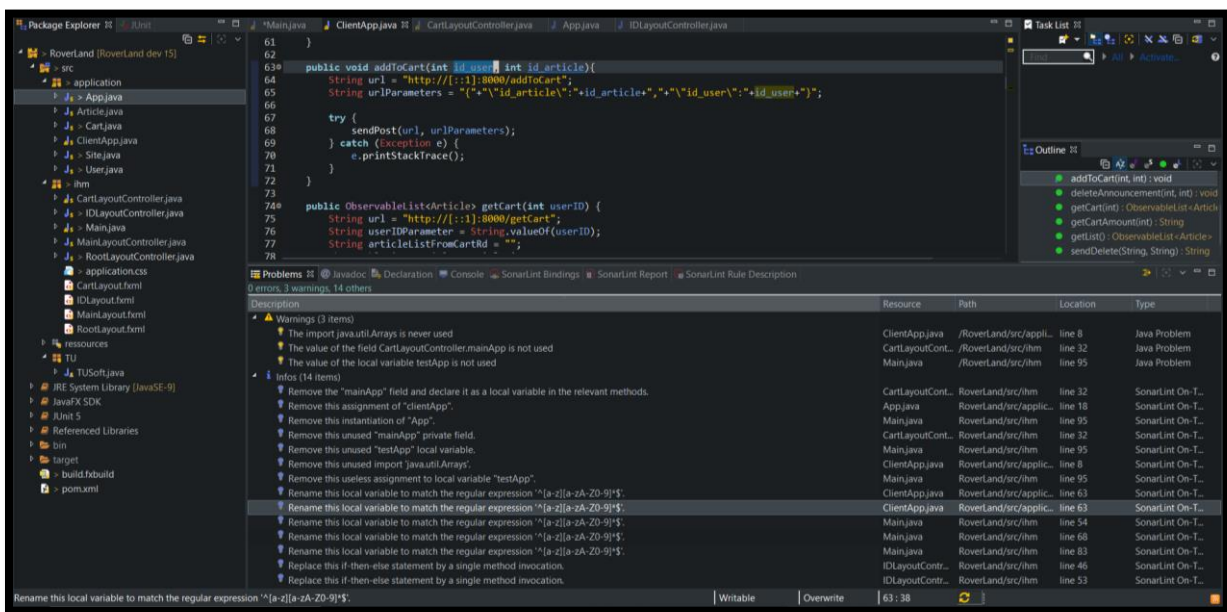 Package Explorer JUnit
> RoverLand [RoverLand dev 15]
> src
> application
> App.java
Article.java
> Cart.java
ClientApp.java
> Site.java
> User.java
> ihm
CartLayoutController.java
> IDLayoutController.java
> Main.java
MainLayoutController.java
> RootLayoutController.java
> application.css
CartLayout.fxml
IDLayout.fxml
MainLayout.fxml
RootLayout.fxml
ressources
TU
TUSoft.java
JRE System Library [JavaSE-9]
JavaFX SDK
JUnit 5
Referenced Libraries
> bin
> target
> build.fxbuild
> pom.xml
*Main.java ClientApp.java CartLayoutController.java App.java IDLayoutController.java
61 }
62
63 public void addToCart(int id_user, int id_article){
64 String url = "http://[::1]:8000/addToCart";
65 String urlParameters = "{"+"\"id_article\":"+id_article+","+"\"id_user\":"+id_user+"}";
66
67 try {
68 sendPost(url, urlParameters);
69 } catch (Exception e) {
70 e.printStackTrace();
71 }
72 }
73
74 public ObservableList<Article> getCart(int userID) {
75 String url = "http://[::1]:8000/getCart";
76 String userIDParameter = String.valueOf(userID);
77 String articleListFromCartRd = "";
78
Task List
Find All Activate...
Outline
addToCart(int, int) : void
deleteAnnouncement(int, int) : void
getCart(int) : ObservableList<Article
getCartAmount(int) : String
getList() : ObservableList<Article>
sendDelete(String, String) : String
Problems Javadoc Declaration Console SonarLint Bindings SonarLint Report SonarLint Rule Description
0 errors, 3 warnings, 14 others
Description Resource Path Location Type
Warnings (3 items)
The import java.util.Arrays is never used ClientApp.java /RoverLand/src/appli... line 8 Java Problem
The value of the field CartLayoutController.mainApp is not used CartLayoutCont... /RoverLand/src/ihm line 32 Java Problem
The value of the local variable testApp is not used Main.java /RoverLand/src/ihm line 95 Java Problem
Infos (14 items)
Remove the "mainApp" field and declare it as a local variable in the relevant methods. CartLayoutCont... RoverLand/src/ihm line 32 SonarLint On-T...
Remove this assignment of "clientApp". App.java RoverLand/src/applic... line 18 SonarLint On-T...
Remove this instantiation of "App". Main.java RoverLand/src/ihm line 95 SonarLint On-T...
Remove this unused "mainApp" private field. CartLayoutCont... RoverLand/src/ihm line 32 SonarLint On-T...
Remove this unused "testApp" local variable. Main.java RoverLand/src/ihm line 95 SonarLint On-T...
Remove this unused import 'java.util.Arrays'. ClientApp.java RoverLand/src/applic... line 8 SonarLint On-T...
Remove this useless assignment to local variable "testApp". Main.java RoverLand/src/ihm line 95 SonarLint On-T...
Rename this local variable to match the regular expression '^[a-z][a-zA-Z0-9]*$'. ClientApp.java RoverLand/src/applic... line 63 SonarLint On-T...
Rename this local variable to match the regular expression '^[a-z][a-zA-Z0-9]*$'. ClientApp.java RoverLand/src/applic... line 63 SonarLint On-T...
Rename this local variable to match the regular expression '^[a-z][a-zA-Z0-9]*$'. Main.java RoverLand/src/ihm line 54 SonarLint On-T...
Rename this local variable to match the regular expression '^[a-z][a-zA-Z0-9]*$'. Main.java RoverLand/src/ihm line 68 SonarLint On-T...
Rename this local variable to match the regular expression '^[a-z][a-zA-Z0-9]*$'. Main.java RoverLand/src/ihm line 83 SonarLint On-T...
Replace this if-then-else statement by a single method invocation. IDLayoutContr... RoverLand/src/ihm line 46 SonarLint On-T...
Replace this if-then-else statement by a single method invocation. IDLayoutContr... RoverLand/src/ihm line 53 SonarLint On-T...
Rename this local variable to match the regular expression '^[a-z][a-zA-Z0-9]*$'. Writable Overwrite 63 : 38